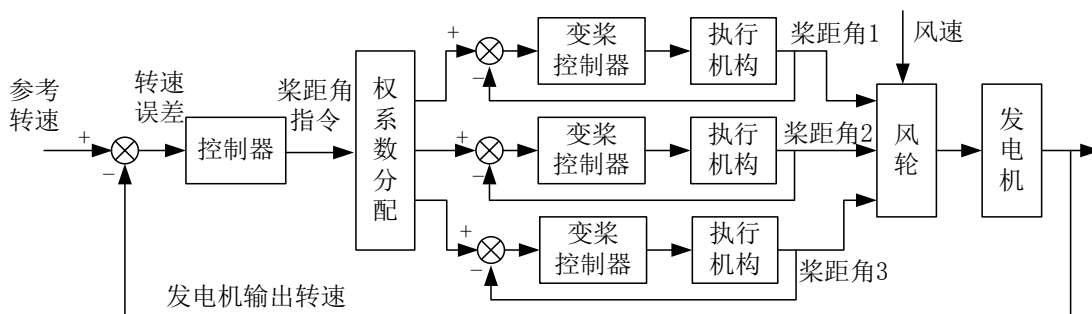 参考
转速
+
−
转速
误差
控制器
桨距角
指令
权
系
数
分
配
+
−
变桨
控制器
执行
机构
桨距角1
+
−
变桨
控制器
执行
机构
桨距角2
+
−
变桨
控制器
执行
机构
桨距角3
风速
风
轮
发
电
机
发电机输出转速